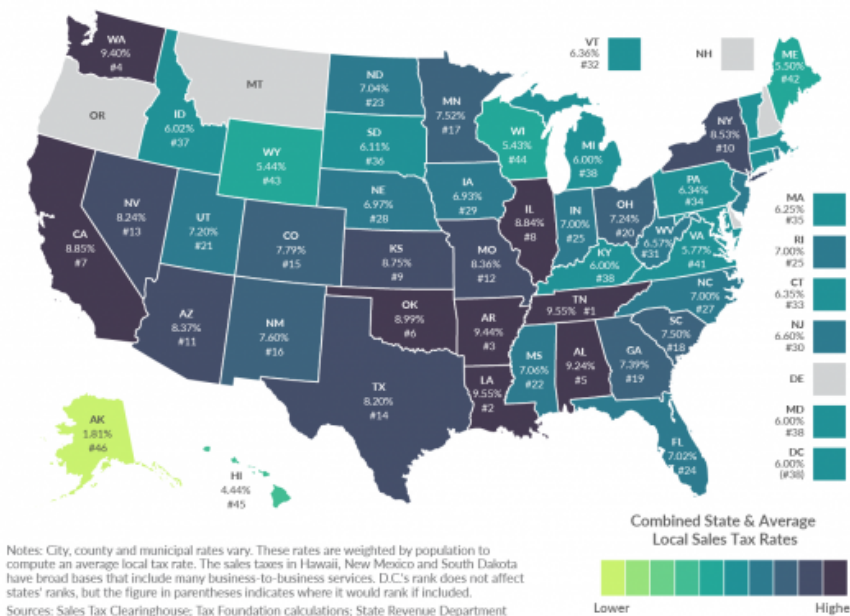 WA
9.40%
#4
MT
OR
ID
6.02%
#37
WY
5.44%
#43
ND
7.04%
#23
SD
6.11%
#36
NE
6.97%
#28
MN
7.52%
#17
WI
5.43%
#44
IA
6.93%
#29
MI
6.00%
#38
VT
6.36%
#32
NH
ME
5.50%
#42
NY
8.53%
#10
PA
6.34%
#34
CA
8.85%
#7
NV
8.24%
#13
UT
7.20%
#21
CO
7.79%
#15
KS
8.75%
#9
MO
8.36%
#12
IL
8.84%
#8
IN
7.00%
#25
OH
7.24%
#20
WV
6.57%
#31
VA
5.77%
#41
KY
6.00%
#38
NC
7.00%
#27
TN
9.55% #1
SC
7.50%
#18
AZ
8.37%
#11
NM
7.60%
#16
OK
8.99%
#6
AR
9.44%
#3
MS
7.06%
#22
AL
9.24%
#5
GA
7.39%
#19
TX
8.20%
#14
LA
9.55%
#2
FL
7.02%
#24
AK
1.81%
#46
HI
4.44%
#45
MA
6.25%
#35
RI
7.00%
#25
CT
6.35%
#33
NJ
6.60%
#30
DE
MD
6.00%
#38
DC
6.00%
(#38)
Combined State & Average
Local Sales Tax Rates
Lower Highe
Notes: City, county and municipal rates vary. These rates are weighted by population to
compute an average local tax rate. The sales taxes in Hawaii, New Mexico and South Dakota
have broad bases that include many business-to-business services. D.C.'s rank does not affect
states' ranks, but the figure in parentheses indicates where it would rank if included.
Sources: Sales Tax Clearinghouse; Tax Foundation calculations; State Revenue Department